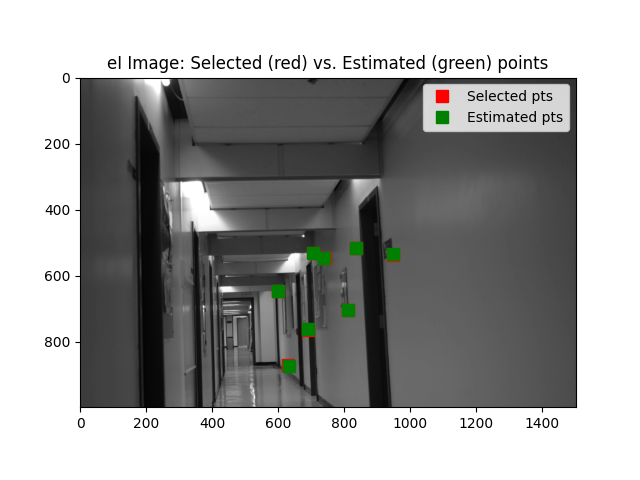 el Image: Selected (red) vs. Estimated (green) points
Selected pts
Estimated pts
0
200
400
600
800
0 200 400 600 800 1000 1200 1400